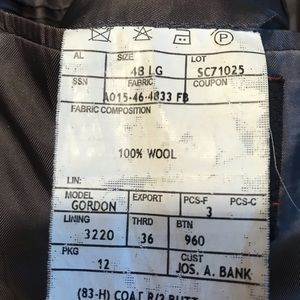 AL SIZE LOT
48 LG SC71025
SSN FABRIC COUPON
A015-46-4833 FB
FABRIC COMPOSITION
100% WOOL
LIN:
MODEL EXPORT PCS-F PCS-C
GORDON 3
LINING THRD BTN
3220 36 960
PKG CUST
12 JOS. A. BANK
(83-H) COAT R/2 BUTT